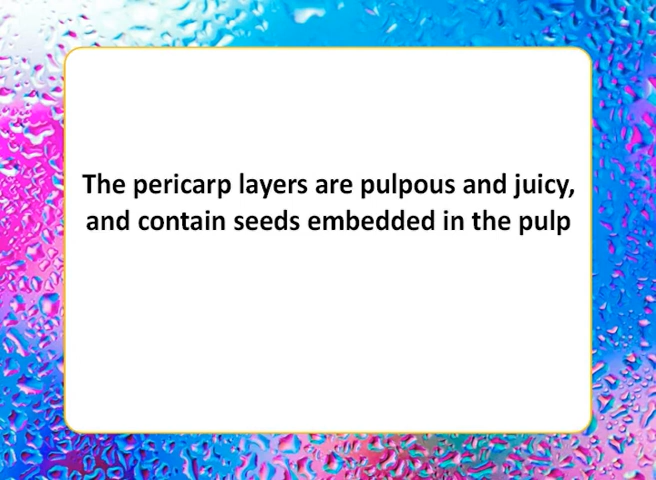 The pericarp layers are pulpous and juicy,
and contain seeds embedded in the pulp